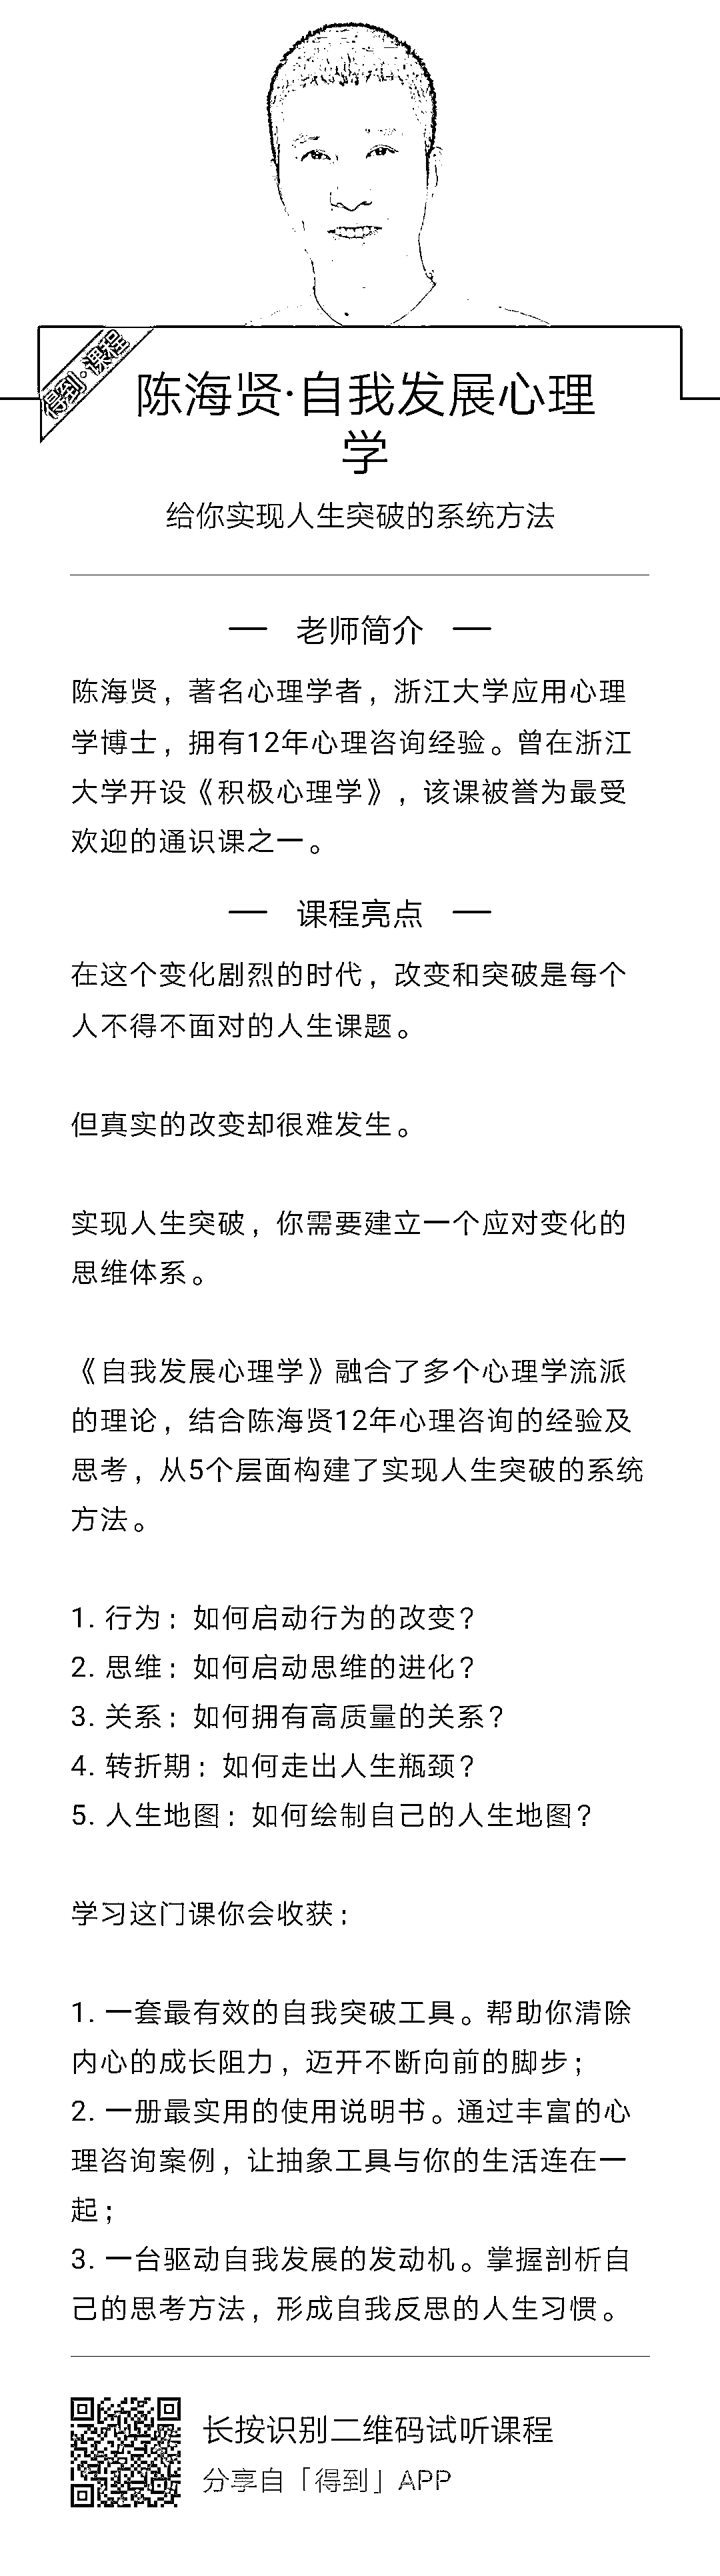 得到·课程
陈海贤·自我发展心理
学
给你实现人生突破的系统方法
老师简介
陈海贤，著名心理学者，浙江大学应用心理
学博士，拥有12年心理咨询经验。曾在浙江
大学开设《积极心理学》，该课被誉为最受
欢迎的通识课之一。
课程亮点
在这个变化剧烈的时代，改变和突破是每个
人不得不面对的人生课题。
但真实的改变却很难发生。
实现人生突破，你需要建立一个应对变化的
思维体系。
《自我发展心理学》融合了多个心理学流派
的理论，结合陈海贤12年心理咨询的经验及
思考，从5个层面构建了实现人生突破的系统
方法。
1. 行为：如何启动行为的改变？
2. 思维：如何启动思维的进化？
3. 关系：如何拥有高质量的关系？
4. 转折期：如何走出人生瓶颈？
5. 人生地图：如何绘制自己的人生地图？
学习这门课你会收获：
1. 一套最有效的自我突破工具。帮助你清除
内心的成长阻力，迈开不断向前的脚步；
2. 一册最实用的使用说明书。通过丰富的心
理咨询案例，让抽象工具与你的生活连在一
起；
3. 一台驱动自我发展的发动机。掌握剖析自
己的思考方法，形成自我反思的人生习惯。
长按识别二维码试听课程
分享自「得到」APP